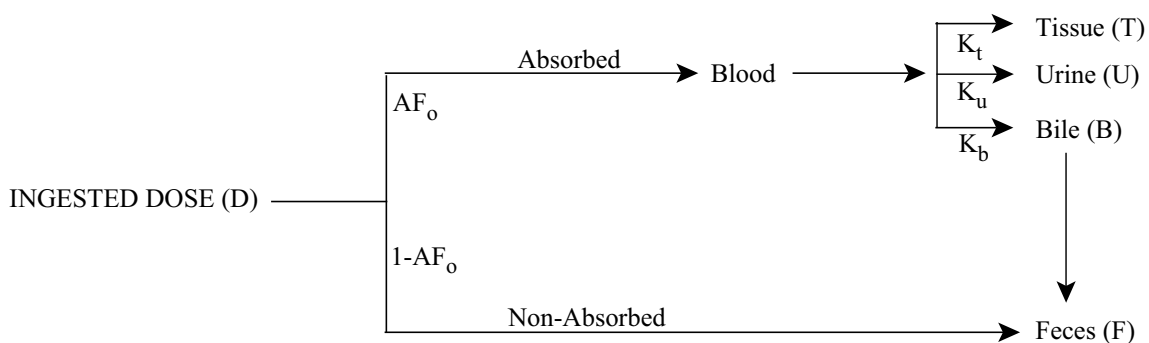 Tissue (T)
Absorbed
K_t
Blood
Urine (U)
AF_o
K_u
Bile (B)
K_b
INGESTED DOSE (D)
1-AF_o
Non-Absorbed
Feces (F)